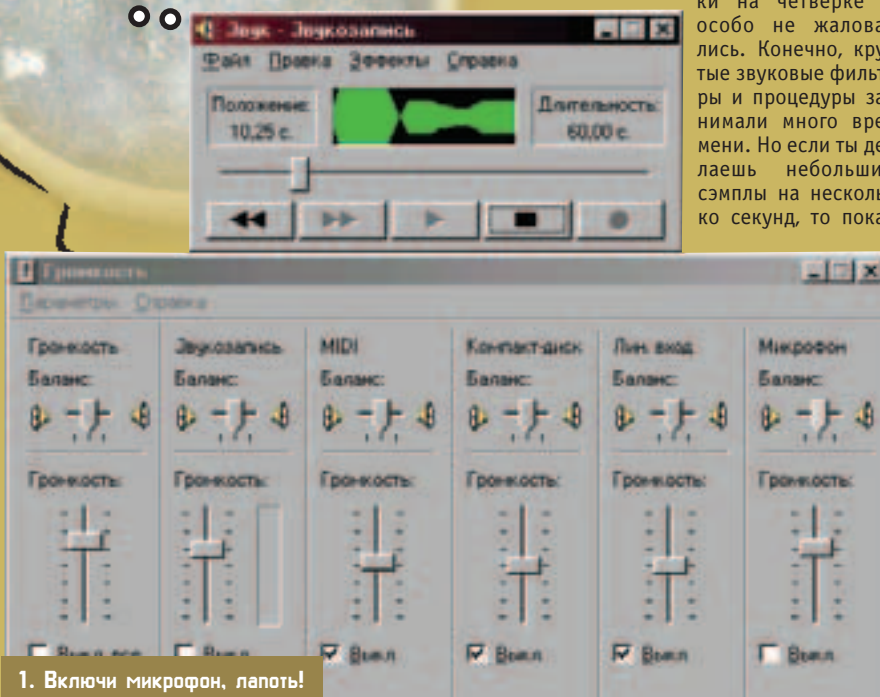 Звук - Звукозапись
Файл Правка Эффекты Справка
Положение:
10,25 с.
Длительность:
60,00 с.
ки на четверке
особо не жалова
лись. Конечно, кру
тые звуковые фильт
ры и процедуры за
нимали много вре
мени. Но если ты де
лаешь небольши
сэмплы на несколь
ко секунд, то пока
Громкость
Параметры Справка
Громкость Звукозапись MIDI Компакт-диск Лин. вход Микрофон
Баланс: Баланс: Баланс: Баланс: Баланс: Баланс:
Громкость: Громкость: Громкость: Громкость: Громкость: Громкость:
Выкл все Выкл Выкл Выкл Выкл Выкл
1. Включи микрофон, лапоть!